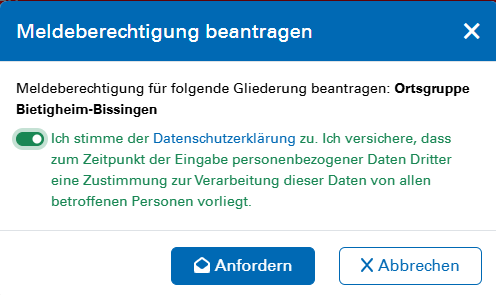 Meldeberechtigung beantragen
Meldeberechtigung für folgende Gliederung beantragen: Ortsgruppe
Bietigheim-Bissingen
Ich stimme der Datenschutzerklärung zu. Ich versichere, dass
zum Zeitpunkt der Eingabe personenbezogener Daten Dritter
eine Zustimmung zur Verarbeitung dieser Daten von allen
betroffenen Personen vorliegt.
Anfordern
Abbrechen